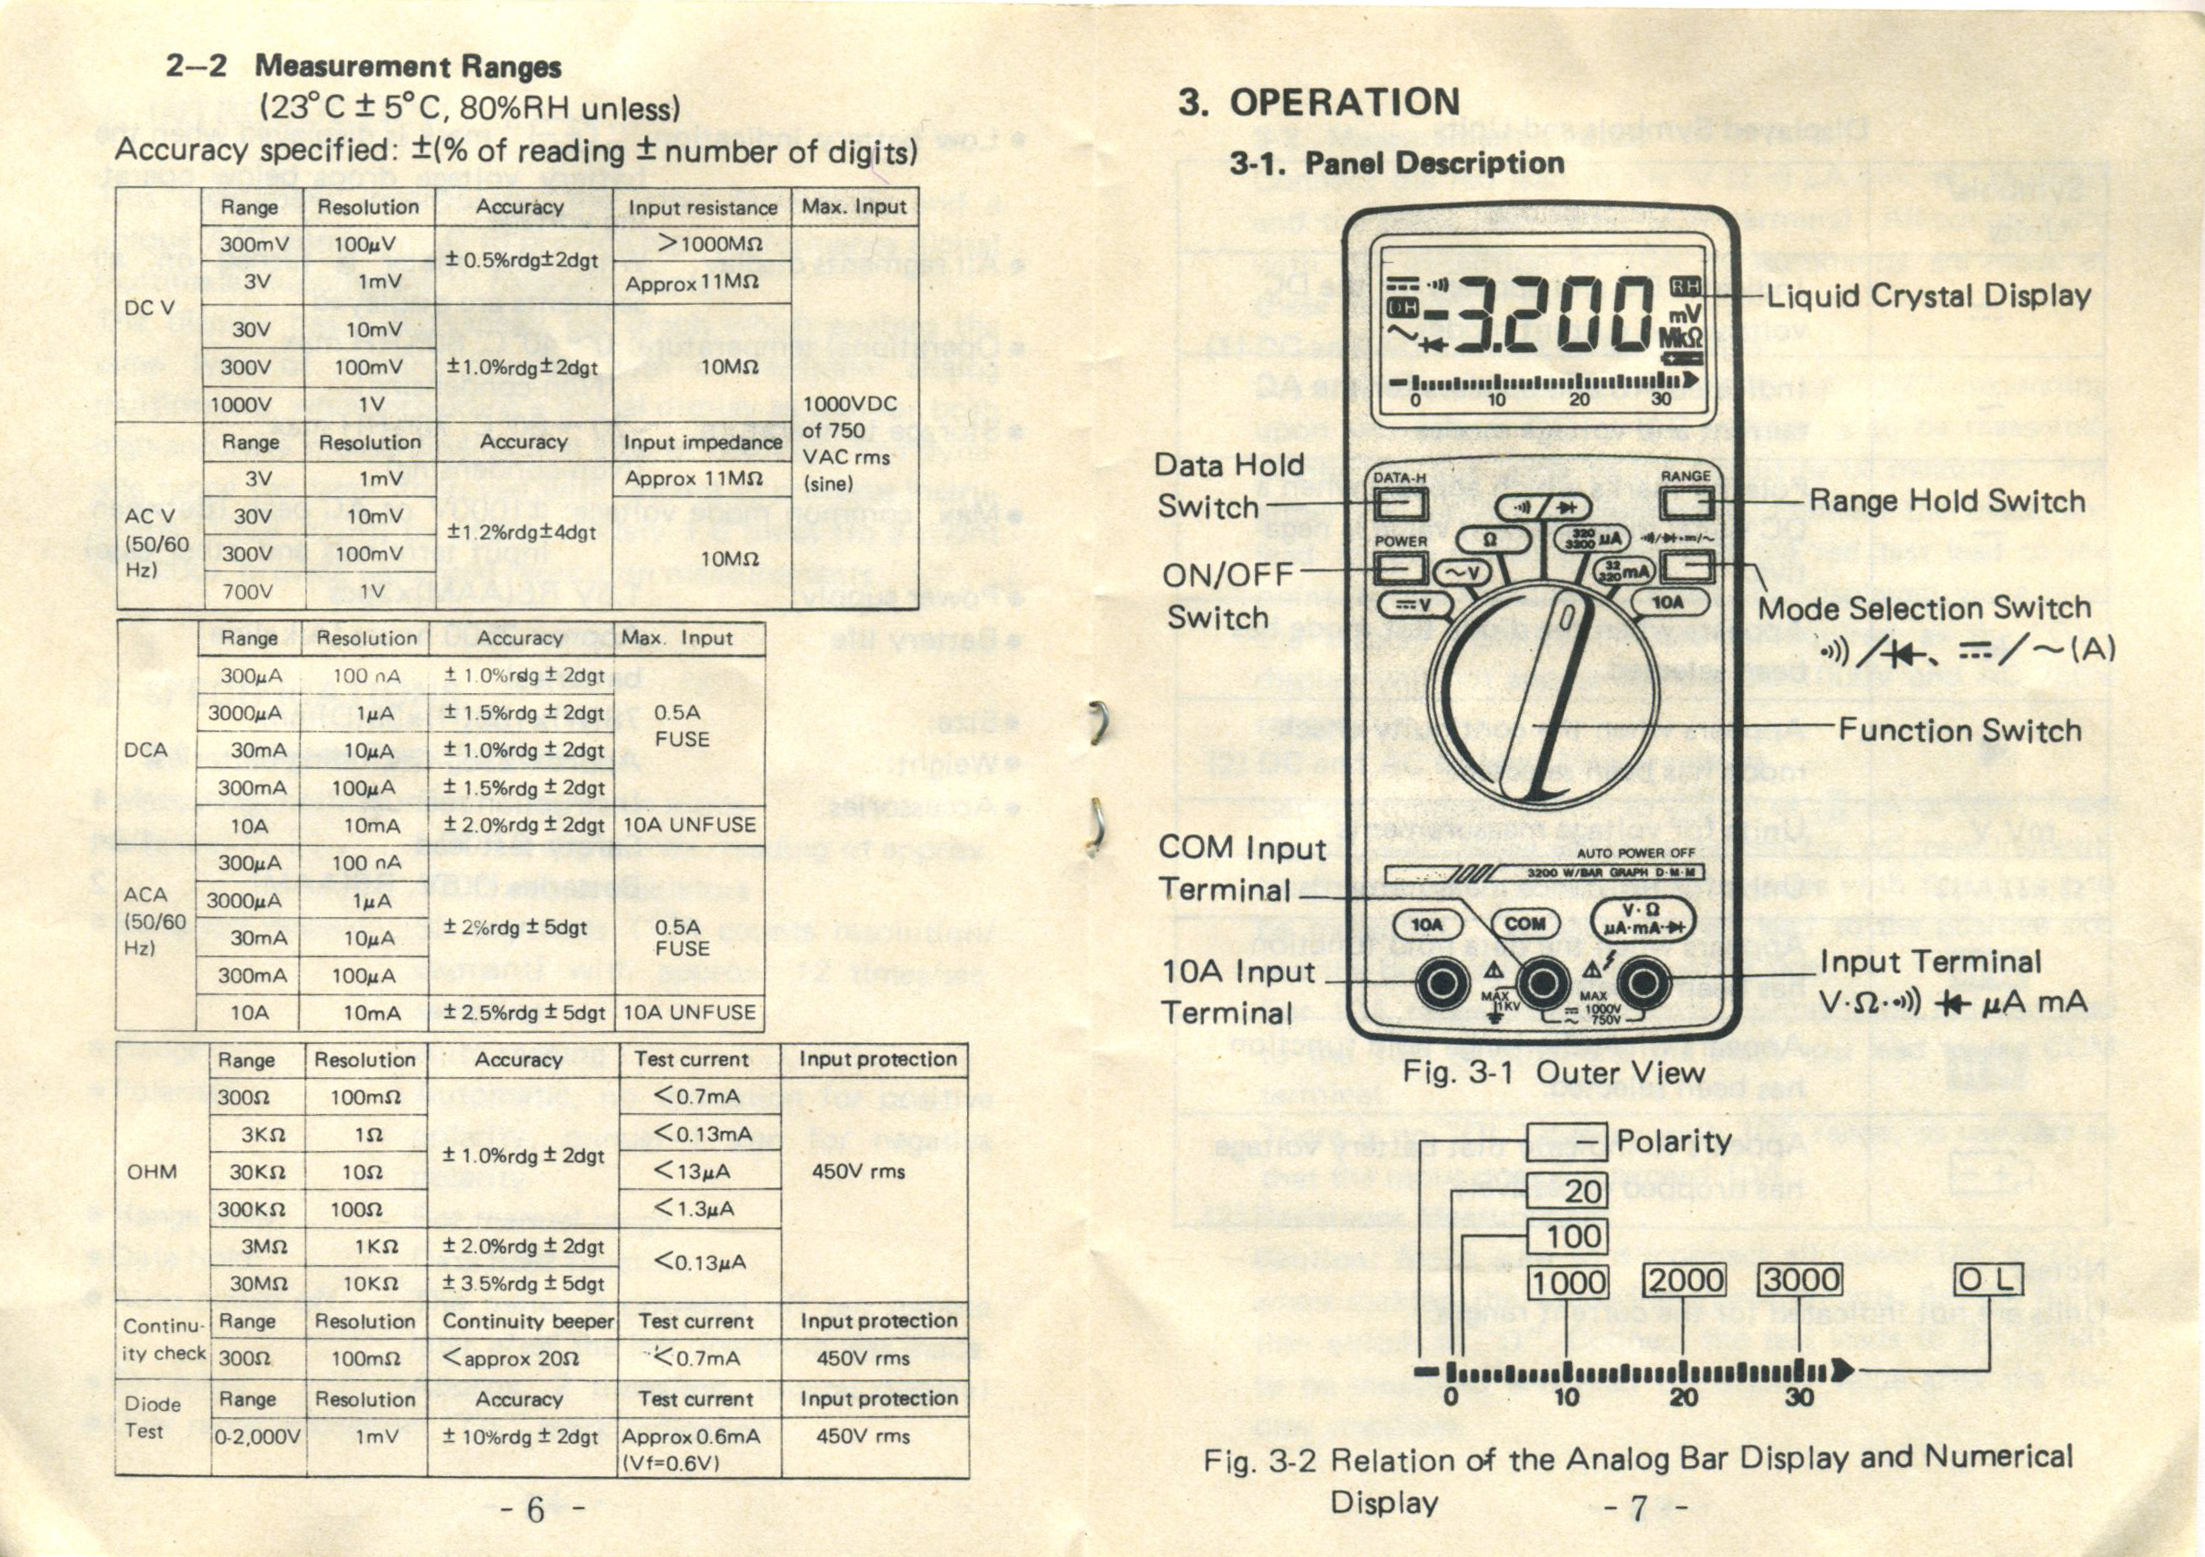 2–2 Measurement Ranges
(23°C ± 5°C, 80%RH unless)
Accuracy specified: ±(% of reading ± number of digits)
Range Resolution Accuracy Input resistance Max. Input
DC V
300mV 100μV ±0.5%rdg±2dgt >1000MΩ
3V 1mV Approx 11MΩ
30V 10mV
300V 100mV ±1.0%rdg±2dgt 10MΩ
1000V 1V
1000VDC
of 750
VAC rms
(sine)
Range Resolution Accuracy Input impedance
AC V
(50/60
Hz)
3V 1mV Approx 11MΩ
30V 10mV ±1.2%rdg±4dgt
300V 100mV 10MΩ
700V 1V
Range Resolution Accuracy Max. Input
DCA
300μA 100 nA ± 1.0%rdg ± 2dgt
3000μA 1μA ± 1.5%rdg ± 2dgt 0.5A
FUSE
30mA 10μA ± 1.0%rdg ± 2dgt
300mA 100μA ± 1.5%rdg ± 2dgt
10A 10mA ± 2.0%rdg ± 2dgt 10A UNFUSE
ACA
(50/60
Hz)
300μA 100 nA
3000μA 1μA
± 2%rdg ± 5dgt 0.5A
FUSE
30mA 10μA
300mA 100μA
10A 10mA ± 2.5%rdg ± 5dgt 10A UNFUSE
Range Resolution Accuracy Test current Input protection
OHM
300Ω 100mΩ <0.7mA
3KΩ 1Ω <0.13mA
± 1.0%rdg ± 2dgt
30KΩ 10Ω <13μA 450V rms
300KΩ 100Ω <1.3μA
3MΩ 1KΩ ± 2.0%rdg ± 2dgt
<0.13μA
30MΩ 10KΩ ± 3.5%rdg ± 5dgt
Continu-
ity check
Range Resolution Continuity beeper Test current Input protection
300Ω 100mΩ <approx 20Ω <0.7mA 450V rms
Diode
Test
Range Resolution Accuracy Test current Input protection
0-2,000V 1mV ± 10%rdg ± 2dgt Approx 0.6mA 450V rms
(Vf=0.6V)
- 6 -
3. OPERATION
3-1. Panel Description
RH
DH
-3.200
mV
MkΩ
0 10 20 30
Liquid Crystal Display
Data Hold
Switch
DATA-H
RANGE
Range Hold Switch
POWER
ON/OFF
Switch
Ω
~V
⎓V
320
3200 μA
32
320 mA
10A
Mode Selection Switch
•))) / ⎓/~(A)
Function Switch
AUTO POWER OFF
3200 W/BAR GRAPH D·M·M
COM Input
Terminal
10A
COM
V·Ω
μA·mA·
10A Input
Terminal
MAX
1KV
MAX
⎓ 1000V
~ 750V
Input Terminal
V·Ω·•))) μA mA
Fig. 3-1 Outer View
– Polarity
20
100
1000 2000 3000 O L
0 10 20 30
Fig. 3-2 Relation of the Analog Bar Display and Numerical
Display
- 7 -